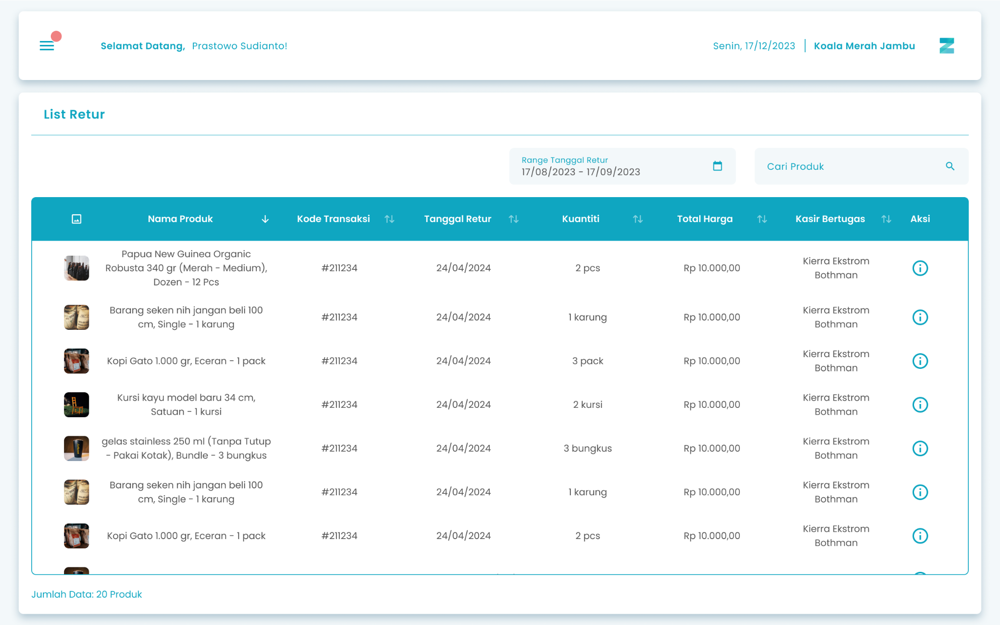 Selamat Datang, Prastowo Sudianto!
Senin, 17/12/2023
Koala Merah Jambu
List Retur
Range Tanggal Retur
17/08/2023 - 17/09/2023
Cari Produk
Nama Produk Kode Transaksi Tanggal Retur Kuantiti Total Harga Kasir Bertugas Aksi
Papua New Guinea Organic
Robusta 340 gr (Merah - Medium),
Dozen - 12 Pcs
#211234
24/04/2024
2 pcs
Rp 10.000,00
Kierra Ekstrom
Bothman
Barang seken nih jangan beli 100
cm, Single - 1 karung
#211234
24/04/2024
1 karung
Rp 10.000,00
Kierra Ekstrom
Bothman
Kopi Gato 1.000 gr, Eceran - 1 pack
#211234
24/04/2024
3 pack
Rp 10.000,00
Kierra Ekstrom
Bothman
Kursi kayu model baru 34 cm,
Satuan - 1 kursi
#211234
24/04/2024
2 kursi
Rp 10.000,00
Kierra Ekstrom
Bothman
gelas stainless 250 ml (Tanpa Tutup
- Pakai Kotak), Bundle - 3 bungkus
#211234
24/04/2024
3 bungkus
Rp 10.000,00
Kierra Ekstrom
Bothman
Barang seken nih jangan beli 100
cm, Single - 1 karung
#211234
24/04/2024
1 karung
Rp 10.000,00
Kierra Ekstrom
Bothman
Kopi Gato 1.000 gr, Eceran - 1 pack
#211234
24/04/2024
2 pcs
Rp 10.000,00
Kierra Ekstrom
Bothman
Jumlah Data: 20 Produk